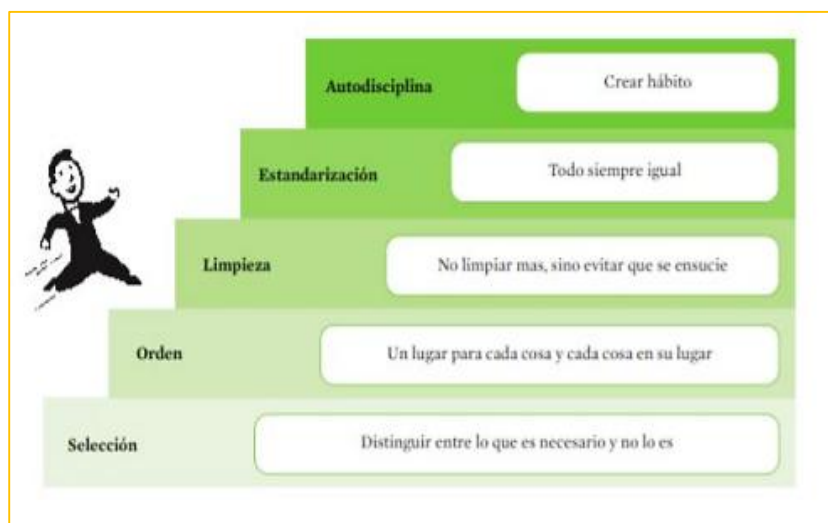 Autodisciplina
Crear hábito
Estandarización
Todo siempre igual
Limpieza
No limpiar mas, sino evitar que se ensucie
Orden
Un lugar para cada cosa y cada cosa en su lugar
Selección
Distinguir entre lo que es necesario y no lo es